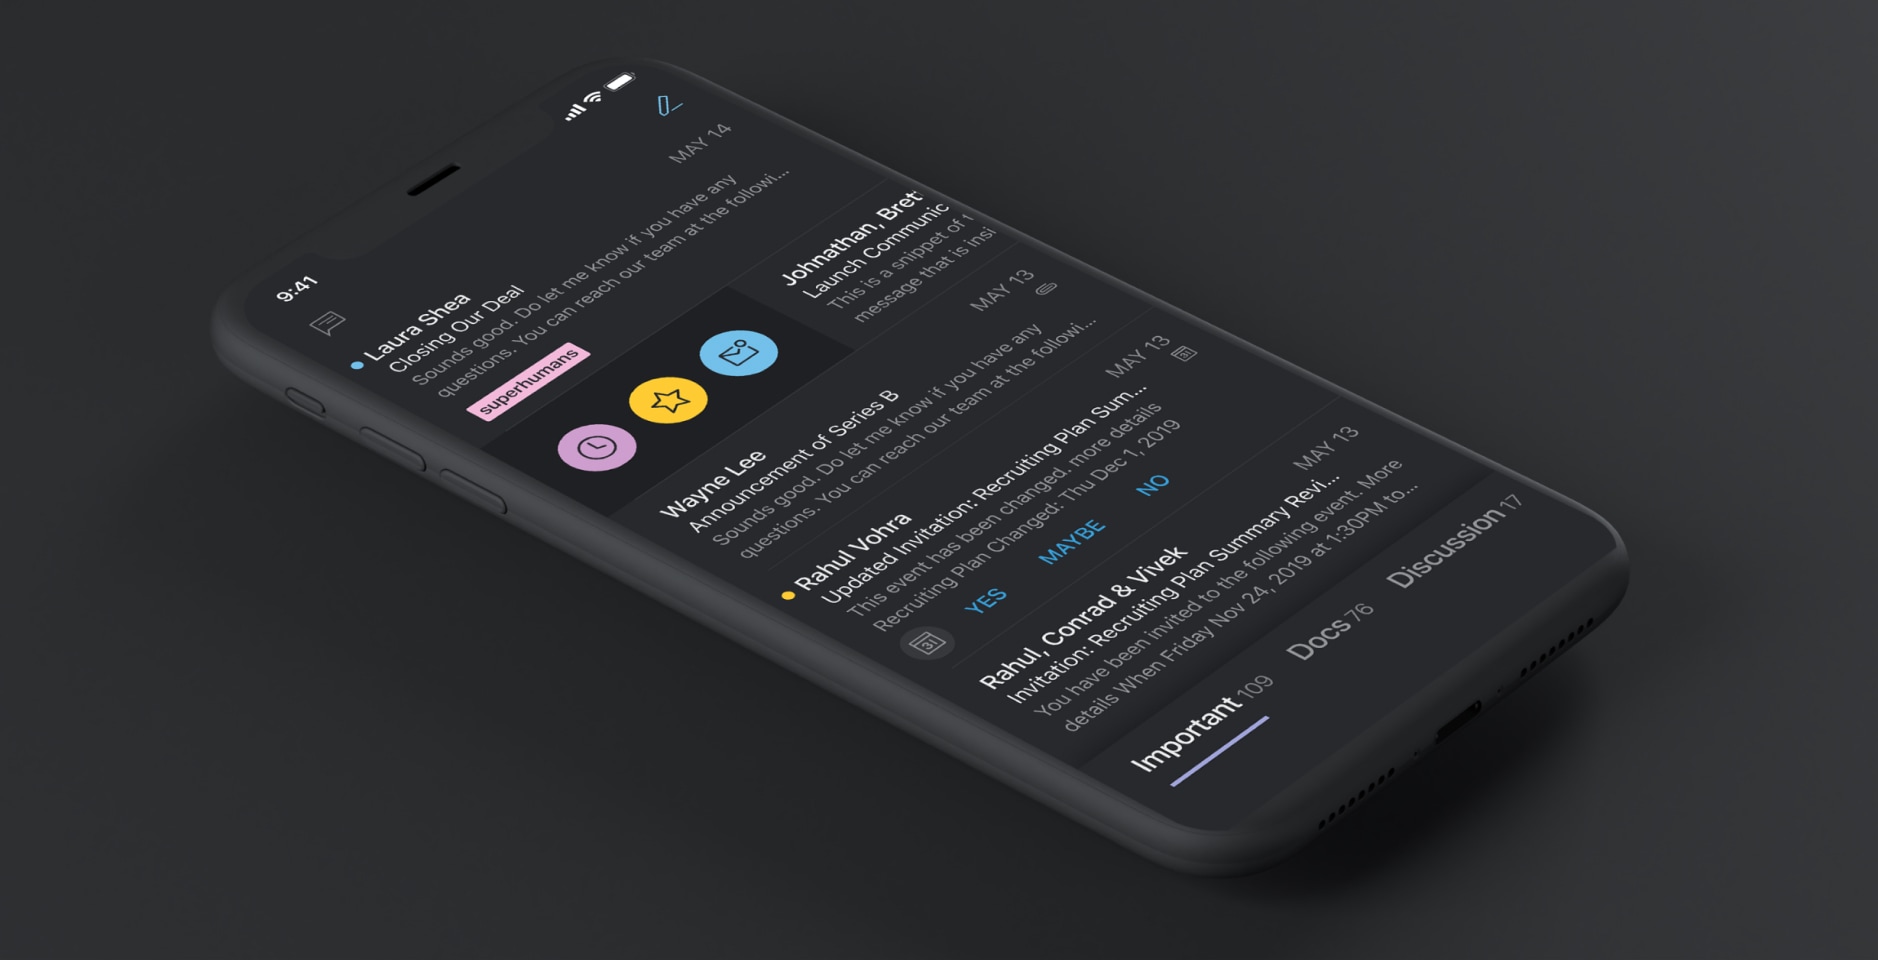 9:41
MAY 14
Laura Shea
Closing Our Deal
Sounds good. Do let me know if you have any
questions. You can reach our team at the followi...
superhumans
Johnathan, Bret
Launch Communic
This is a snippet of
message that is insi
MAY 13
Wayne Lee
Announcement of Series B
Sounds good. Do let me know if you have any
questions. You can reach our team at the followi...
MAY 13
31
Rahul Vohra
Updated Invitation: Recruiting Plan Sum...
This event has been changed. more details
Recruiting Plan Changed: Thu Dec 1, 2019
31
YES
MAYBE
NO
MAY 13
Rahul, Conrad & Vivek
Invitation: Recruiting Plan Summary Revi...
You have been invited to the following event. More
details When Friday Nov 24, 2019 at 1:30PM to...
Important 109
Docs 76
Discussion 17